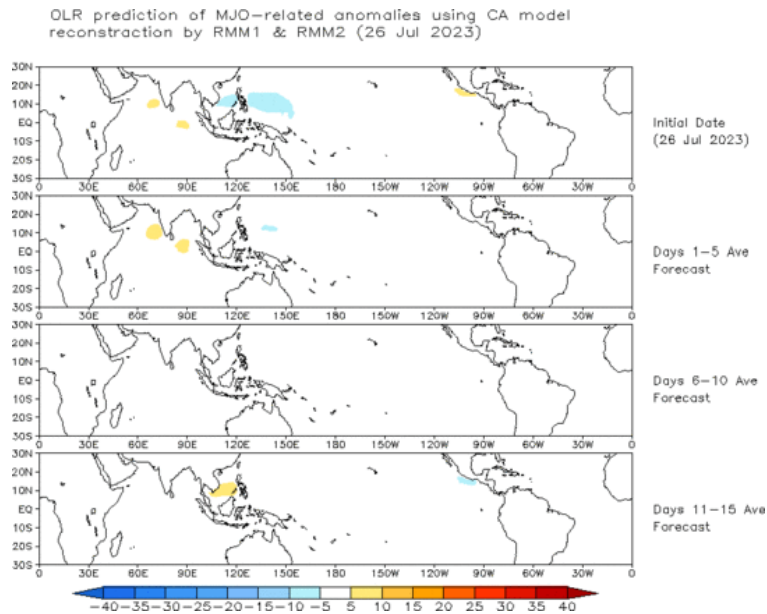 OLR prediction of MJO-related anomalies using CA model
reconstraction by RMM1 & RMM2 (26 Jul 2023)
30N
20N
10N
EQ
10S
20S
30S
0 30E 60E 90E 120E 150E 180 150W 120W 90W 60W 30W 0
Initial Date
(26 Jul 2023)
30N
20N
10N
EQ
10S
20S
30S
0 30E 60E 90E 120E 150E 180 150W 120W 90W 60W 30W 0
Days 1-5 Ave
Forecast
30N
20N
10N
EQ
10S
20S
30S
0 30E 60E 90E 120E 150E 180 150W 120W 90W 60W 30W 0
Days 6-10 Ave
Forecast
30N
20N
10N
EQ
10S
20S
30S
0 30E 60E 90E 120E 150E 180 150W 120W 90W 60W 30W 0
Days 11-15 Ave
Forecast
-40 -35 -30 -25 -20 -15 -10 -5 5 10 15 20 25 30 35 40